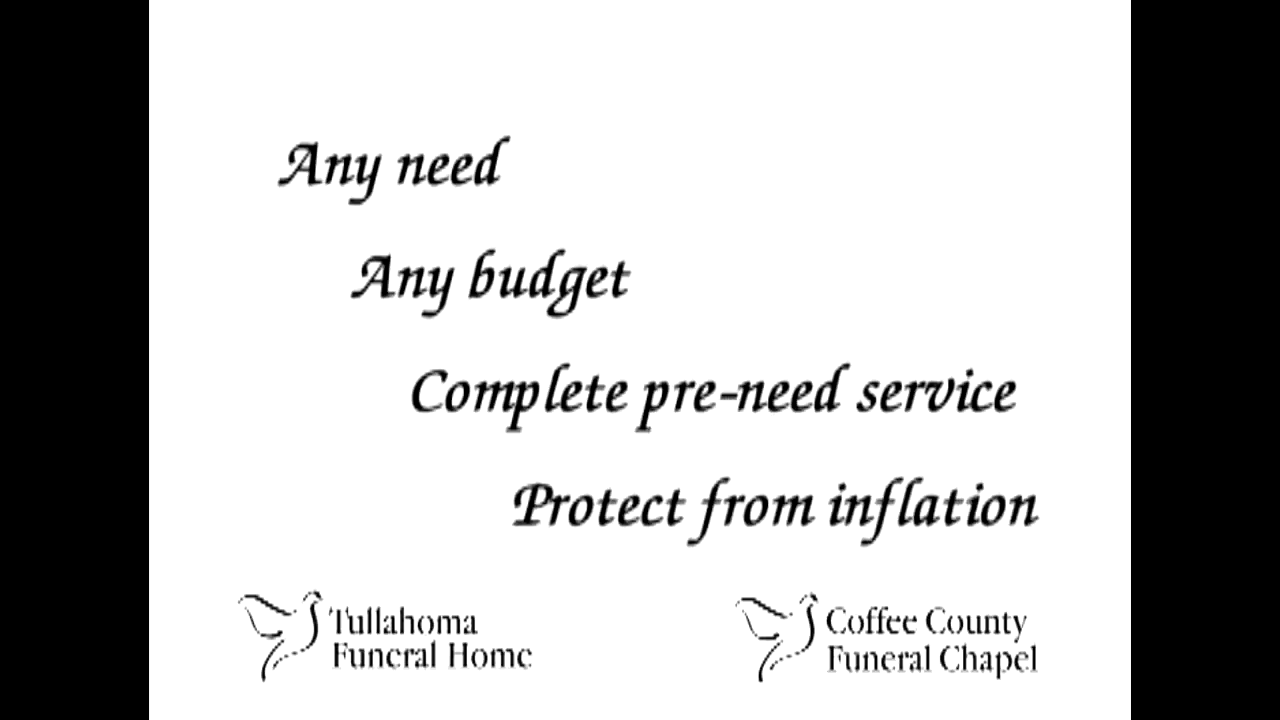 Any need
Any budget
Complete pre-need service
Protect from inflation
Tullahoma
Funeral Home
Coffee County
Funeral Chapel